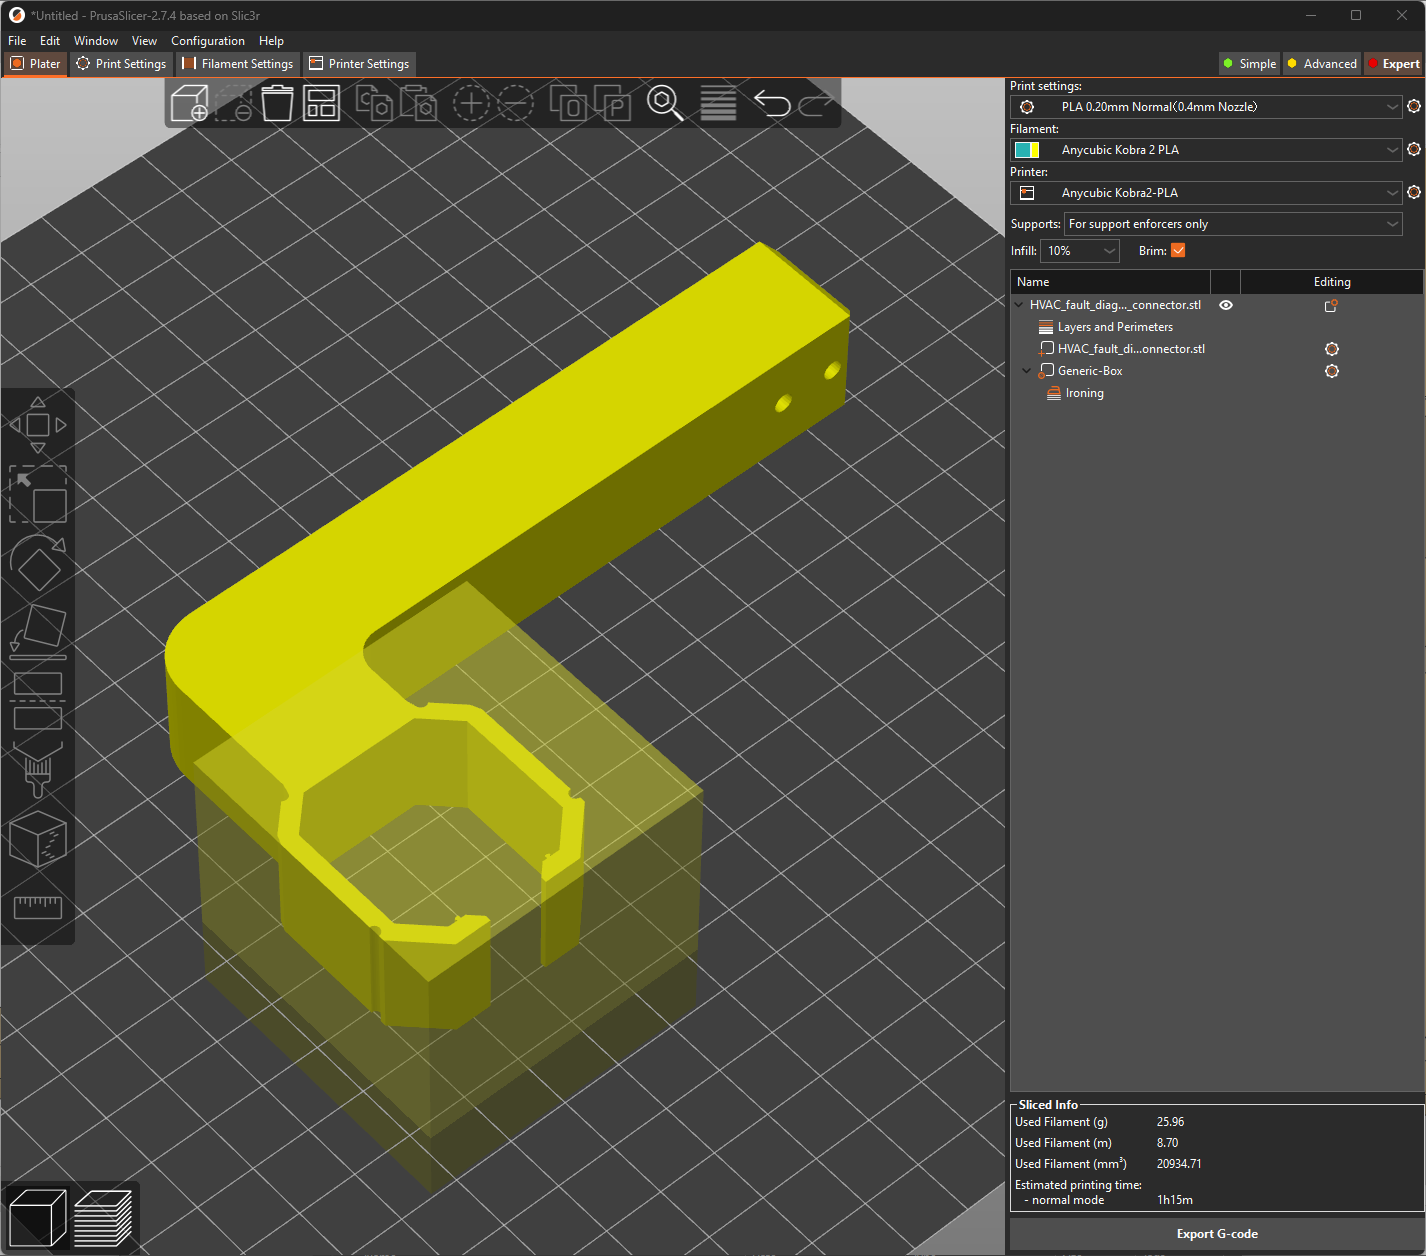 *Untitled - PrusaSlicer-2.7.4 based on Slic3r
File Edit Window View Configuration Help
Plater Print Settings Filament Settings Printer Settings Simple Advanced Expert
Print settings:
PLA 0.20mm Normal(0.4mm Nozzle)
Filament:
Anycubic Kobra 2 PLA
Printer:
Anycubic Kobra2-PLA
Supports: For support enforcers only
Infill: 10% Brim:
Name Editing
HVAC_fault_diag..._connector.stl
Layers and Perimeters
HVAC_fault_di...onnector.stl
Generic-Box
Ironing
Sliced Info
Used Filament (g) 25.96
Used Filament (m) 8.70
Used Filament (mm³) 20934.71
Estimated printing time:
- normal mode 1h15m
Export G-code